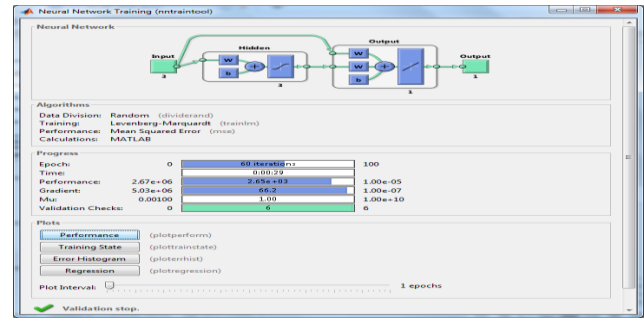 Neural Network Training (nntraintool)
Neural Network
Hidden
Output
Input
Output
W
W
W
b
b
3
3
1
1
Algorithms
Data Division: Random (dividerand)
Training: Levenberg-Marquardt (trainlm)
Performance: Mean Squared Error (mse)
Calculations: MATLAB
Progress
Epoch: 0 60 iterations 100
Time: 0:00:29
Performance: 2.67e+06 2.65e+03 1.00e-05
Gradient: 5.03e+06 66.2 1.00e-07
Mu: 0.00100 1.00 1.00e+10
Validation Checks: 0 6 6
Plots
Performance (plotperform)
Training State (plottrainstate)
Error Histogram (ploterrhist)
Regression (plotregression)
Plot Interval: 1 epochs
Validation stop.